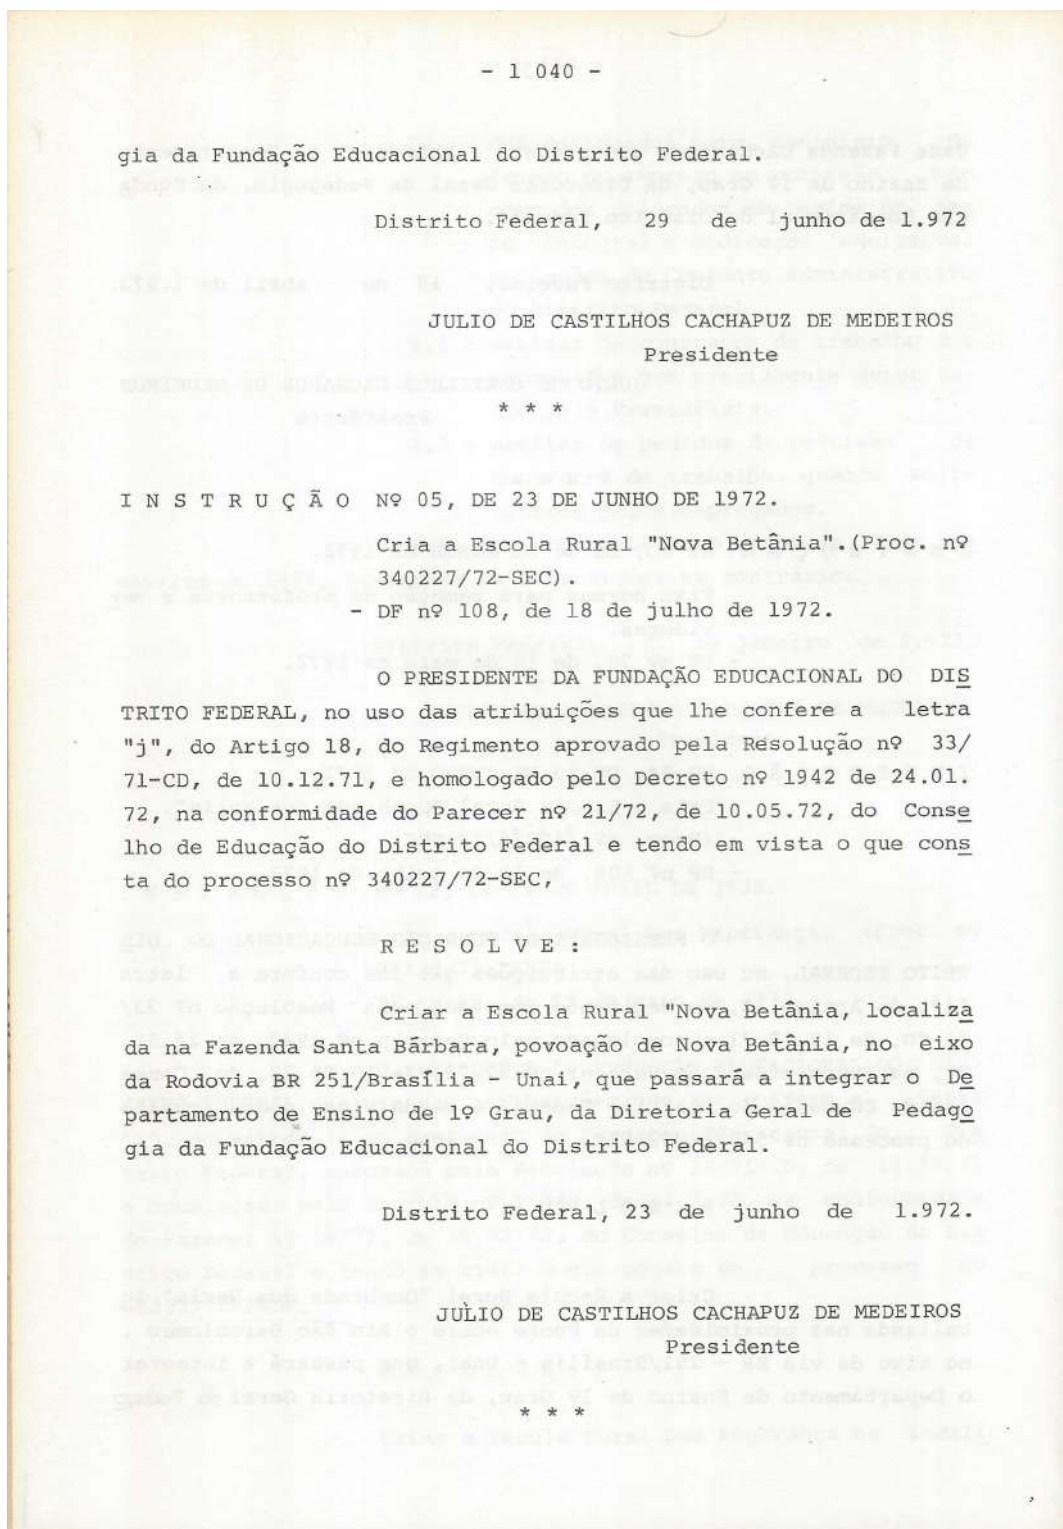 - 1 040 -
gia da Fundação Educacional do Distrito Federal.
Distrito Federal, 29 de junho de 1.972
JULIO DE CASTILHOS CACHAPUZ DE MEDEIROS
Presidente
* * *
I N S T R U Ç Ã O Nº 05, DE 23 DE JUNHO DE 1972.
Cria a Escola Rural "Nova Betânia".(Proc. nº
340227/72-SEC).
- DF nº 108, de 18 de julho de 1972.
O PRESIDENTE DA FUNDAÇÃO EDUCACIONAL DO DIS
TRITO FEDERAL, no uso das atribuições que lhe confere a letra
"j", do Artigo 18, do Regimento aprovado pela Resolução nº 33/
71-CD, de 10.12.71, e homologado pelo Decreto nº 1942 de 24.01.
72, na conformidade do Parecer nº 21/72, de 10.05.72, do Conse
lho de Educação do Distrito Federal e tendo em vista o que cons
ta do processo nº 340227/72-SEC,
R E S O L V E :
Criar a Escola Rural "Nova Betânia, localiza
da na Fazenda Santa Bárbara, povoação de Nova Betânia, no eixo
da Rodovia BR 251/Brasília - Unai, que passará a integrar o De
partamento de Ensino de 1º Grau, da Diretoria Geral de Pedago
gia da Fundação Educacional do Distrito Federal.
Distrito Federal, 23 de junho de 1.972.
JÙLIO DE CASTILHOS CACHAPUZ DE MEDEIROS
Presidente
* * *